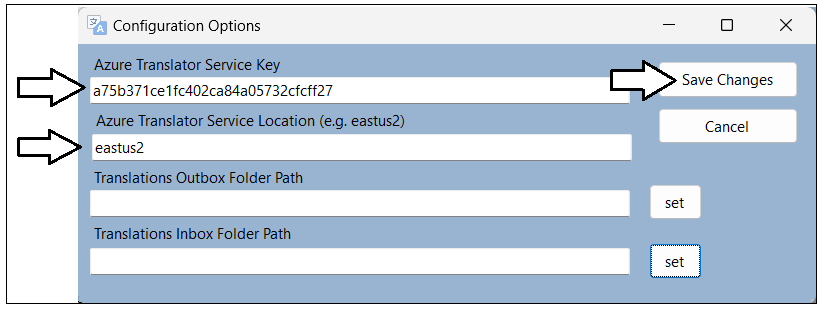 Configuration Options
Azure Translator Service Key
a75b371ce1fc402ca84a05732cfcff27
Save Changes
Azure Translator Service Location (e.g. eastus2)
Cancel
eastus2
Translations Outbox Folder Path
set
Translations Inbox Folder Path
set